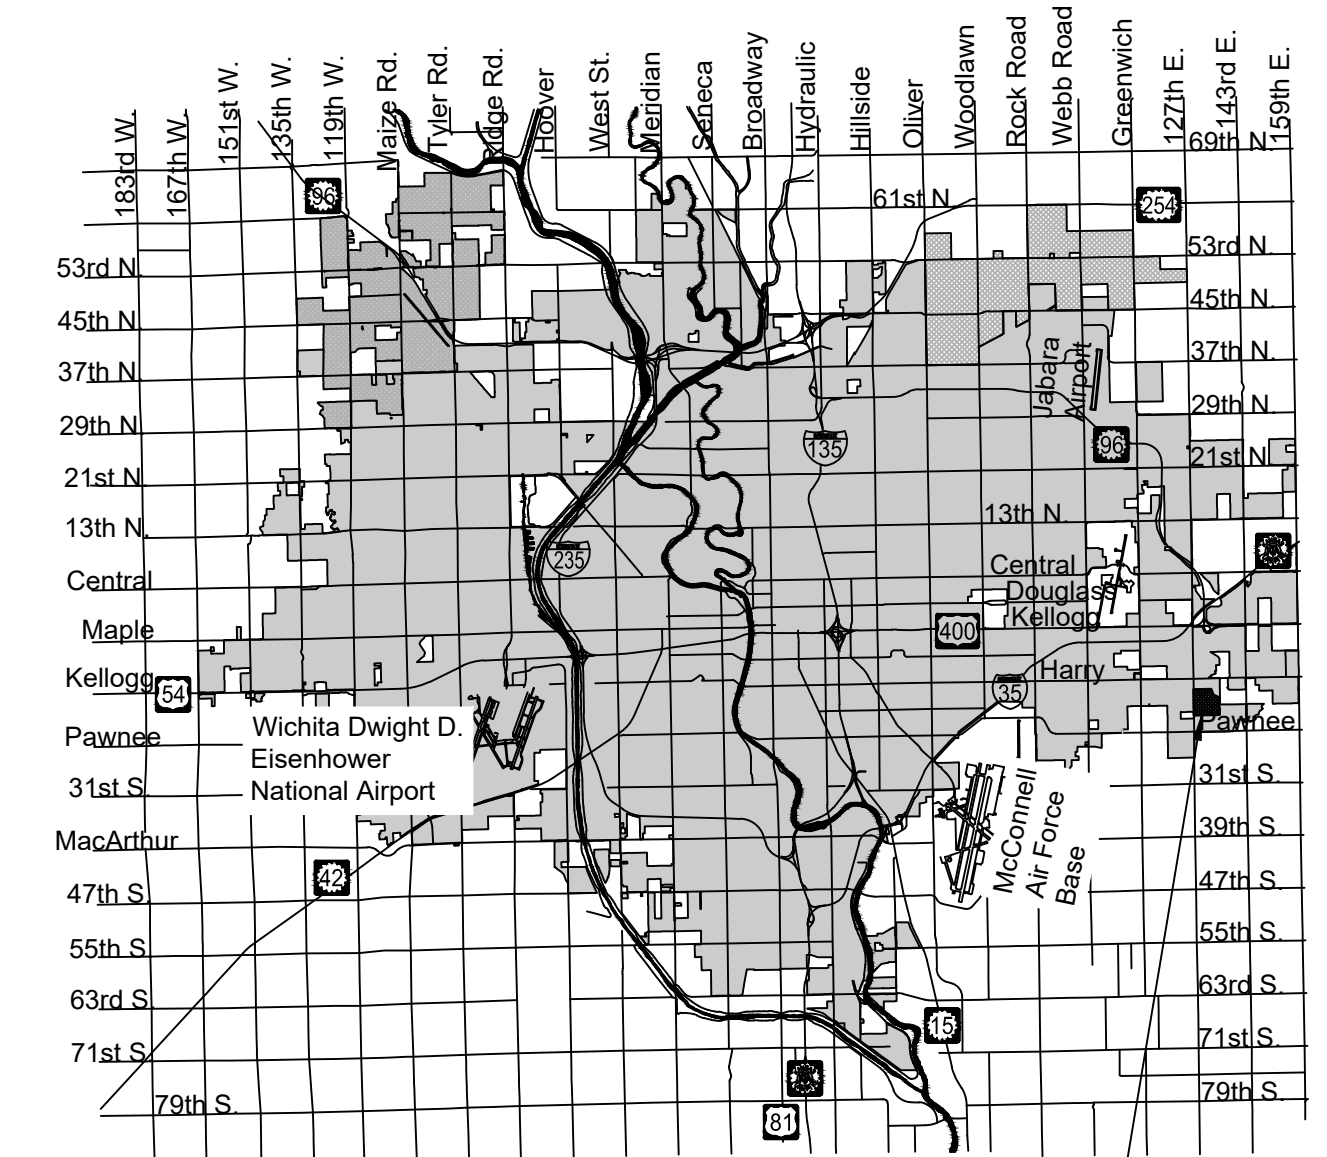 183rd W.
167th W.
151st W.
135th W.
119th W.
Maize Rd.
Tyler Rd.
Ridge Rd.
Hoover
West St.
Meridian
Seneca
Broadway
Hydraulic
Hillside
Oliver
Woodlawn
Rock Road
Webb Road
Greenwich
127th E.
143rd E.
159th E.
69th N.
96
61st N.
254
53rd N.
53rd N.
45th N.
45th N.
37th N.
37th N.
Jabara
Airport
29th N.
29th N.
135
96
21st N.
21st N.
13th N.
13th N.
235
Central
Central
Douglass
Kellogg
Maple
400
Kellogg
54
Harry
35
Pawnee
Pawnee
Wichita Dwight D.
Eisenhower
National Airport
31st S.
31st S.
McConnell
Air Force
Base
MacArthur
39th S.
42
47th S.
47th S.
55th S.
55th S.
63rd S.
63rd S.
15
71st S.
71st S.
79th S.
79th S.
81